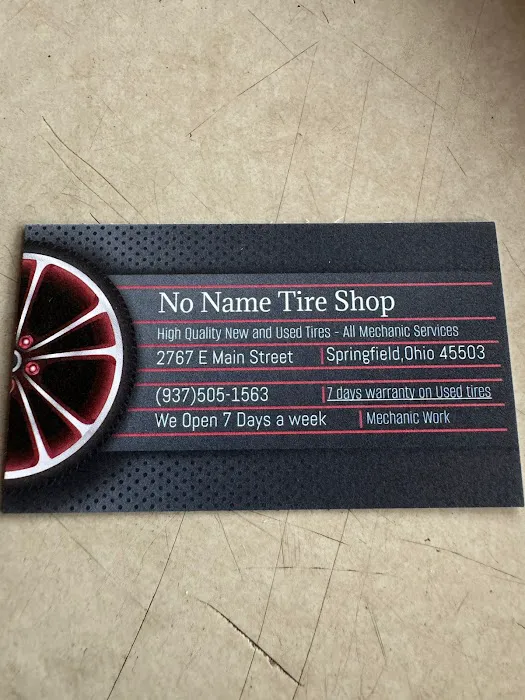 No Name Tire Shop
High Quality New and Used Tires - All Mechanic Services
2767 E Main Street | Springfield,Ohio 45503
(937)505-1563 | 7 days warranty on Used tires
We Open 7 Days a week | Mechanic Work